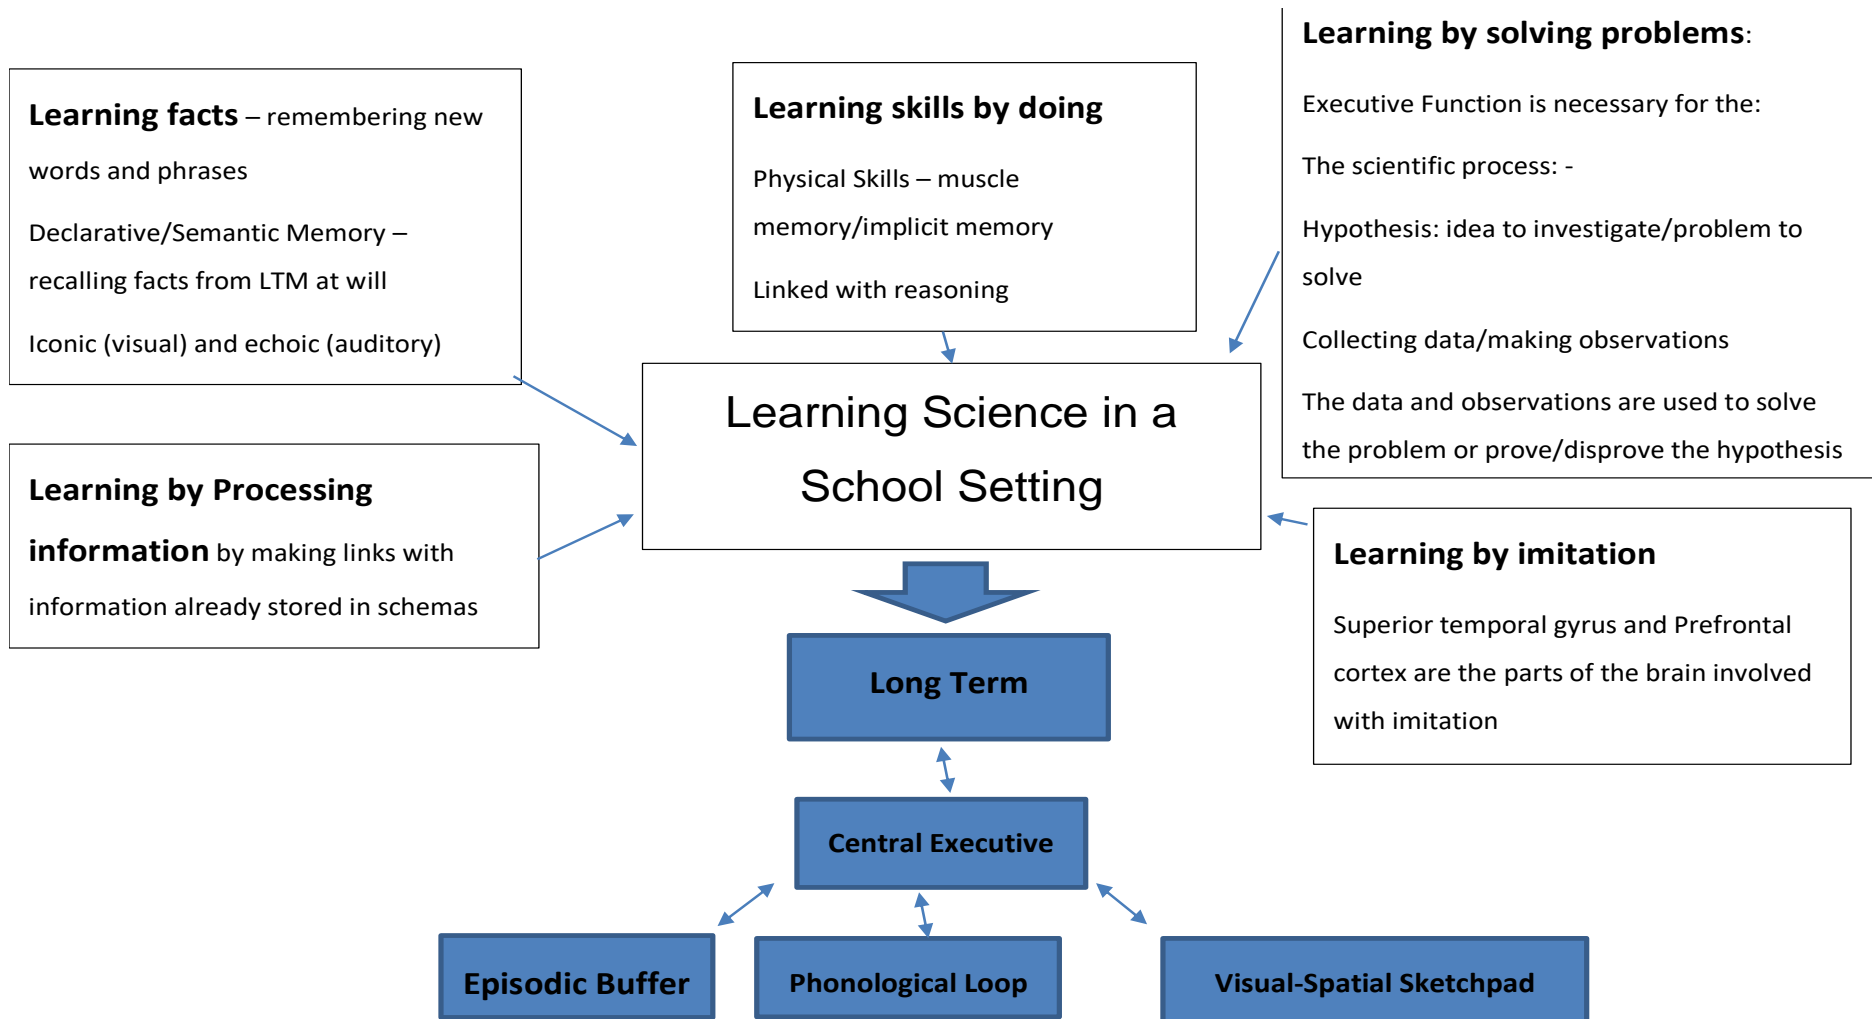 Learning facts – remembering new
words and phrases
Declarative/Semantic Memory –
recalling facts from LTM at will
Iconic (visual) and echoic (auditory)
Learning skills by doing
Physical Skills – muscle
memory/implicit memory
Linked with reasoning
Learning by solving problems:
Executive Function is necessary for the:
The scientific process: -
Hypothesis: idea to investigate/problem to
solve
Collecting data/making observations
The data and observations are used to solve
the problem or prove/disprove the hypothesis
Learning Science in a
School Setting
Learning by Processing
information by making links with
information already stored in schemas
Learning by imitation
Superior temporal gyrus and Prefrontal
cortex are the parts of the brain involved
with imitation
Long Term
Central Executive
Episodic Buffer
Phonological Loop
Visual-Spatial Sketchpad